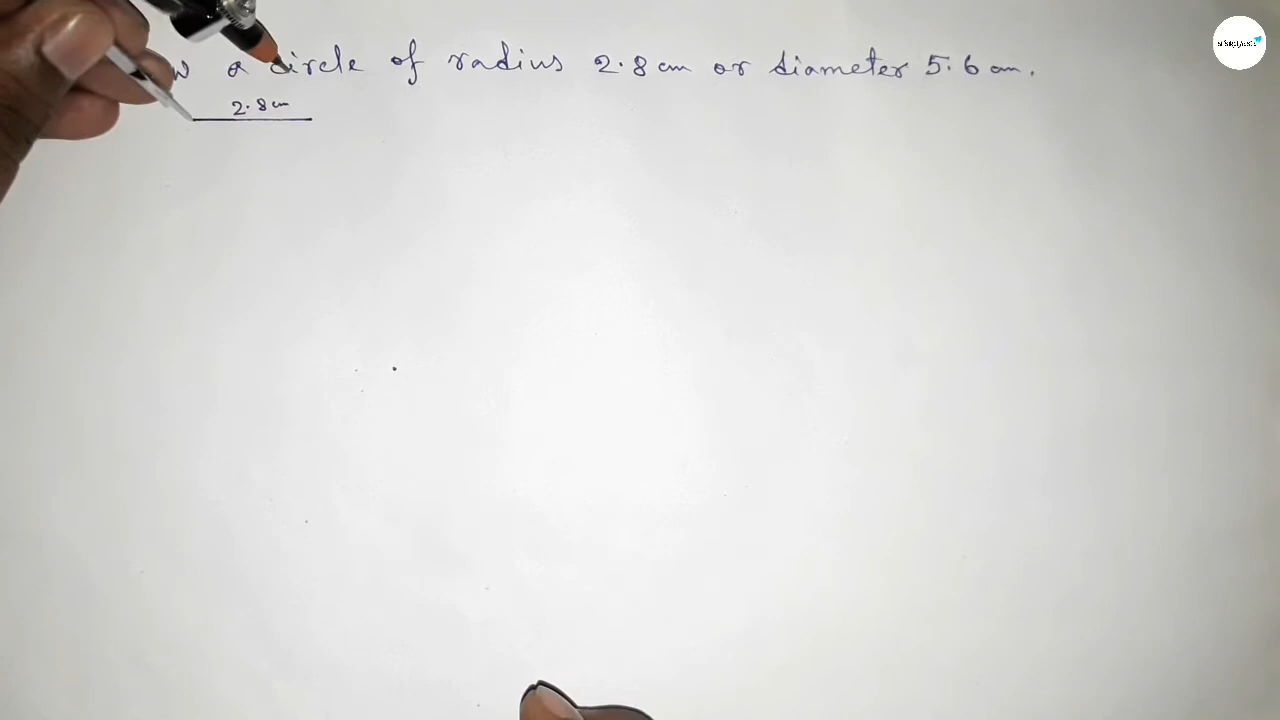 a circle of radius 2.8 cm or diameter 5.6 cm.
2.8 cm